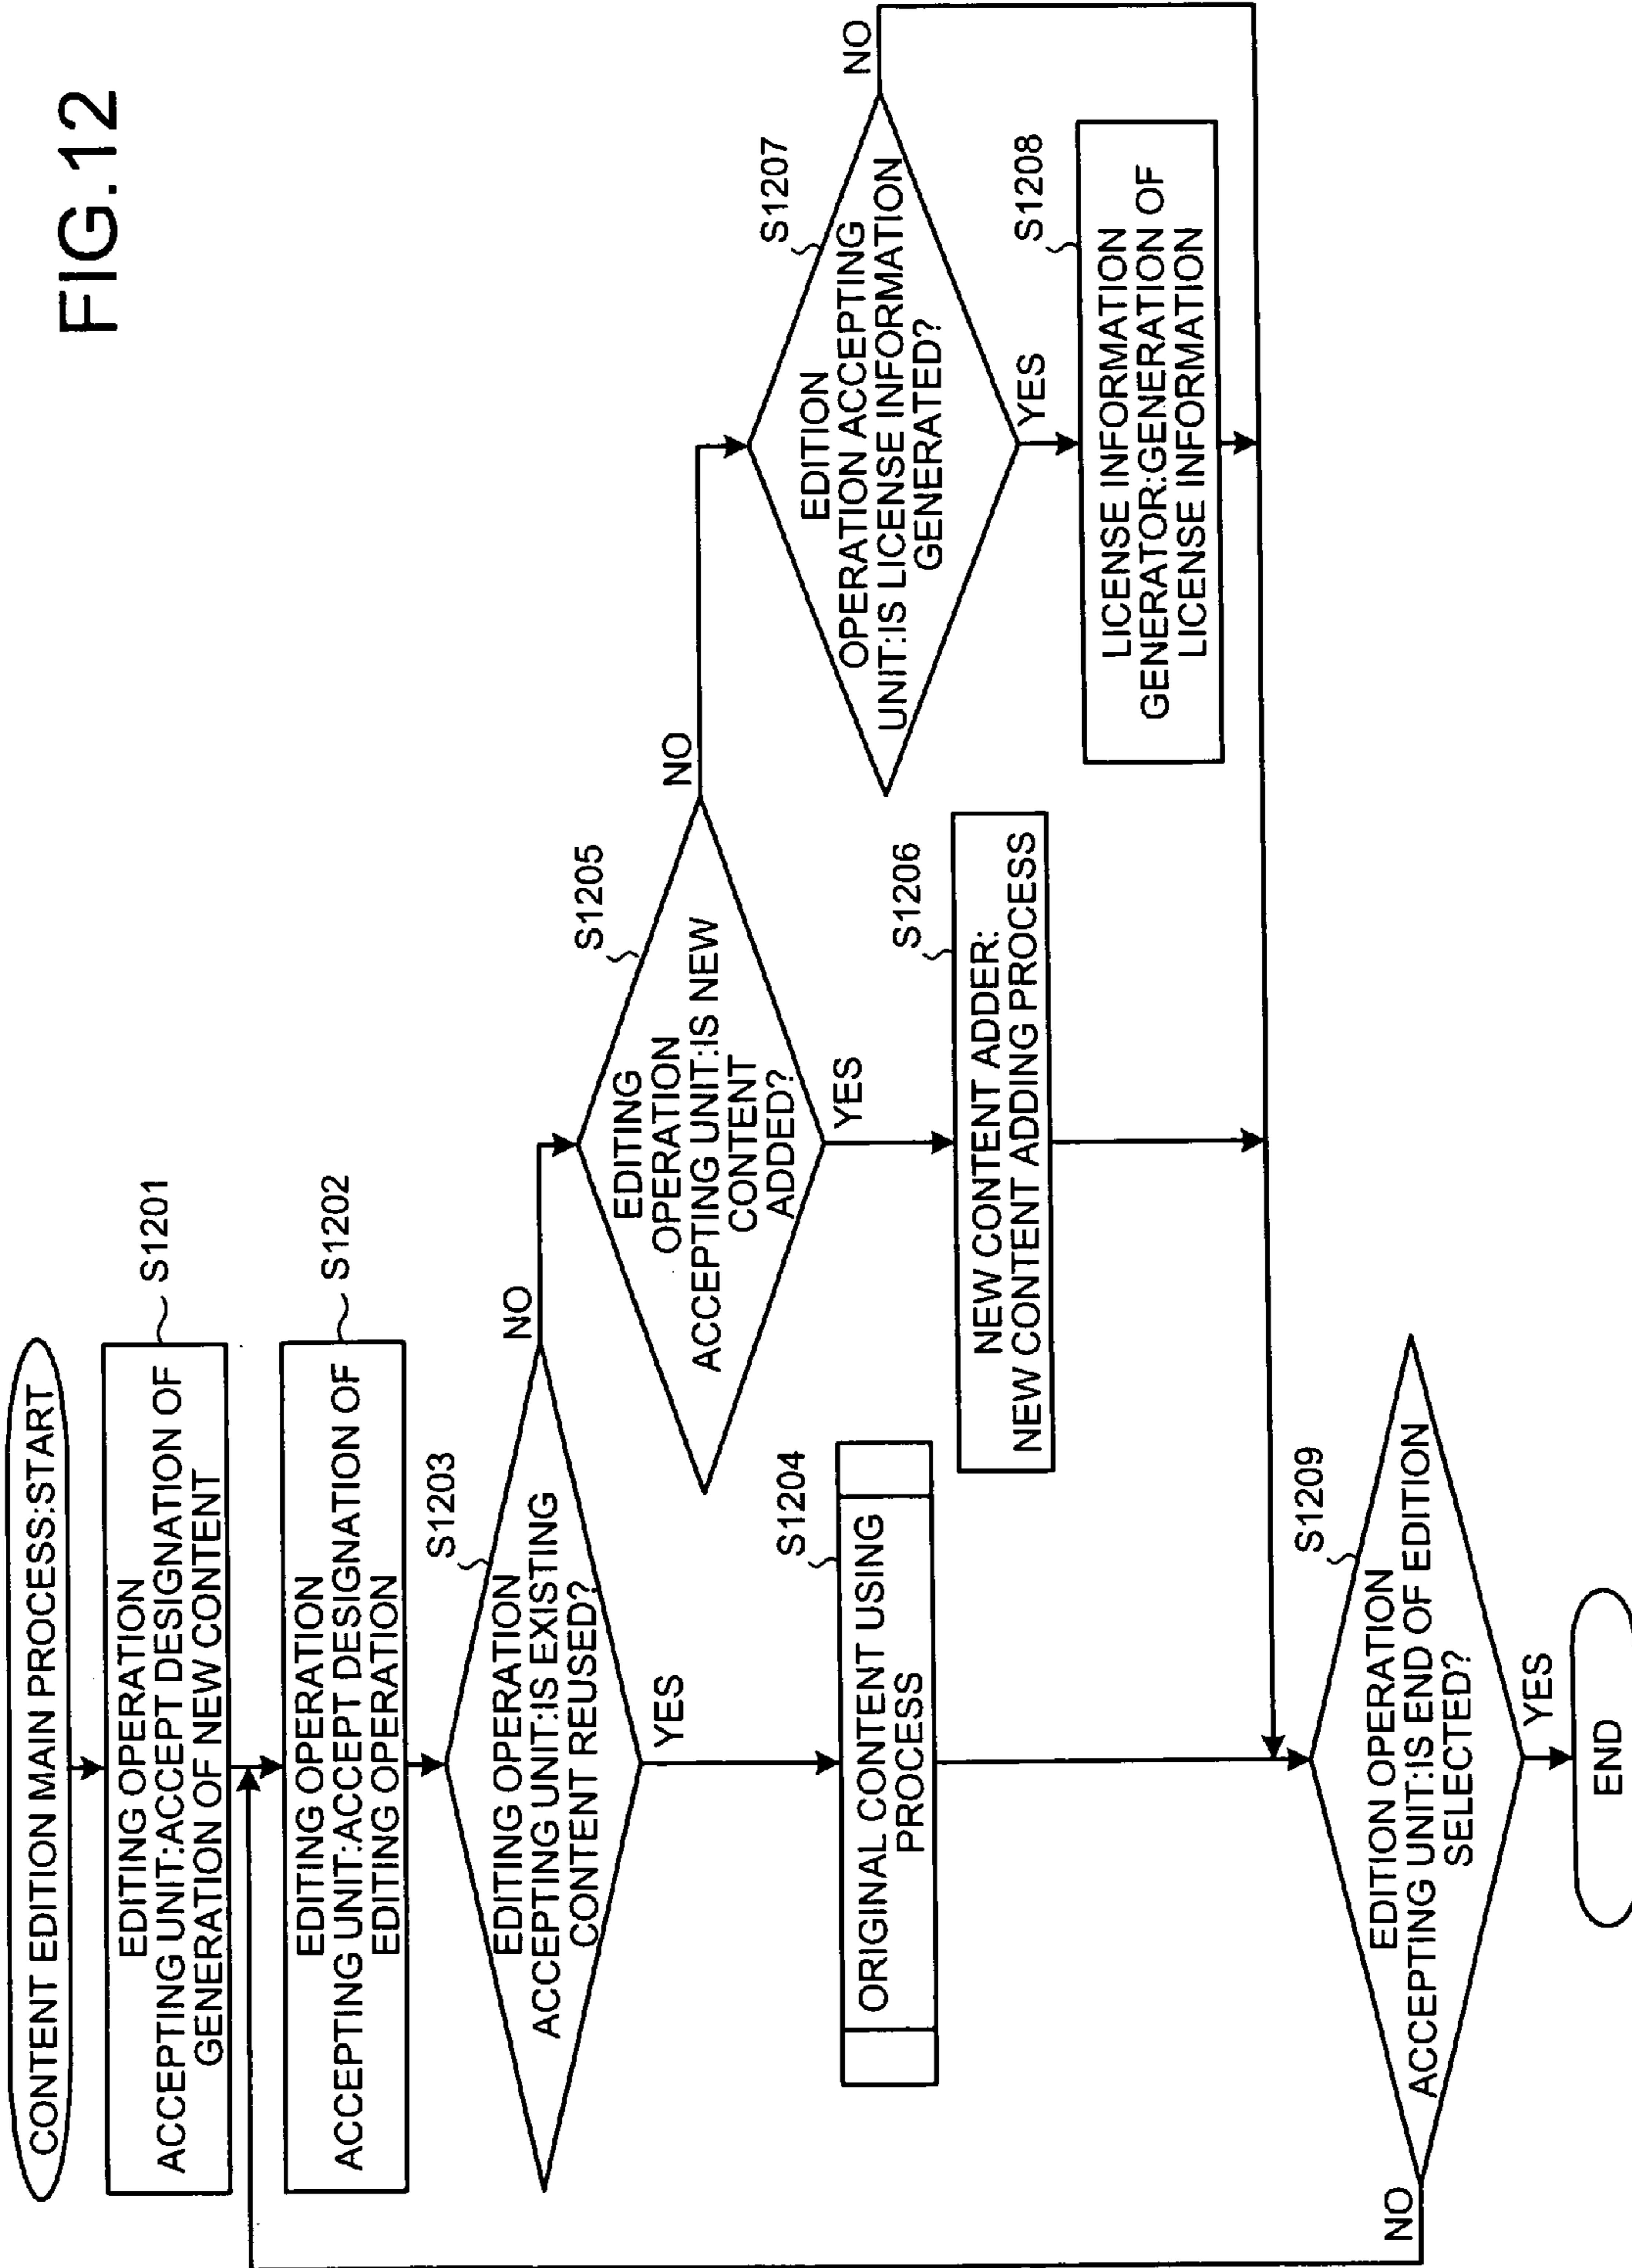 FIG.12
CONTENT EDITION MAIN PROCESS:START
EDITING OPERATION
ACCEPTING UNIT:ACCEPT DESIGNATION OF
GENERATION OF NEW CONTENT
S1201
EDITING OPERATION
ACCEPTING UNIT:ACCEPT DESIGNATION OF
EDITING OPERATION
S1202
EDITING OPERATION
ACCEPTING UNIT:IS EXISTING
CONTENT REUSED?
S1203
NO
YES
ORIGINAL CONTENT USING
PROCESS
S1204
EDITING
OPERATION
ACCEPTING UNIT:IS NEW
CONTENT
ADDED?
S1205
NO
YES
NEW CONTENT ADDER:
NEW CONTENT ADDING PROCESS
S1206
EDITION
OPERATION ACCEPTING
UNIT:IS LICENSE INFORMATION
GENERATED?
S1207
NO
YES
LICENSE INFORMATION
GENERATOR:GENERATION OF
LICENSE INFORMATION
S1208
EDITION OPERATION
ACCEPTING UNIT:IS END OF EDITION
SELECTED?
S1209
NO
YES
END